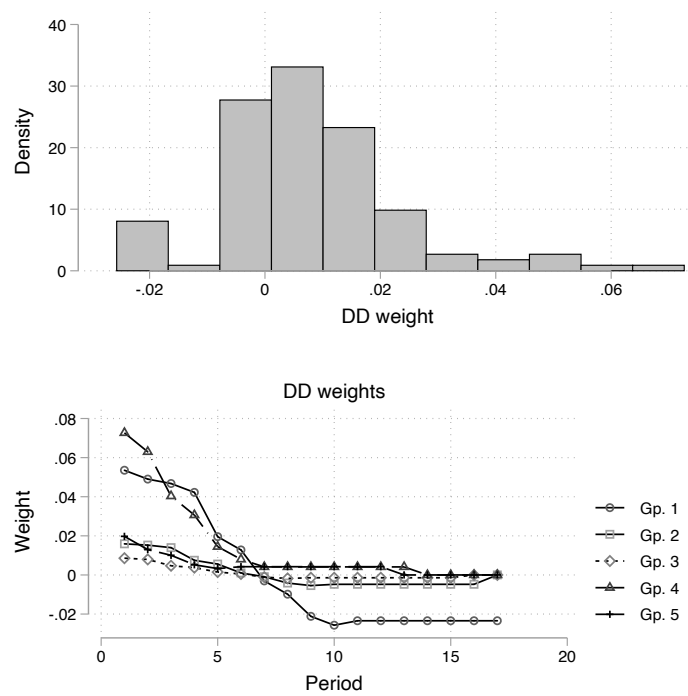 40
30
20
10
0
Density
-.02 0 .02 .04 .06
DD weight
DD weights
.08
.06
.04
.02
0
-.02
Weight
0 5 10 15 20
Period
Gp. 1
Gp. 2
Gp. 3
Gp. 4
Gp. 5